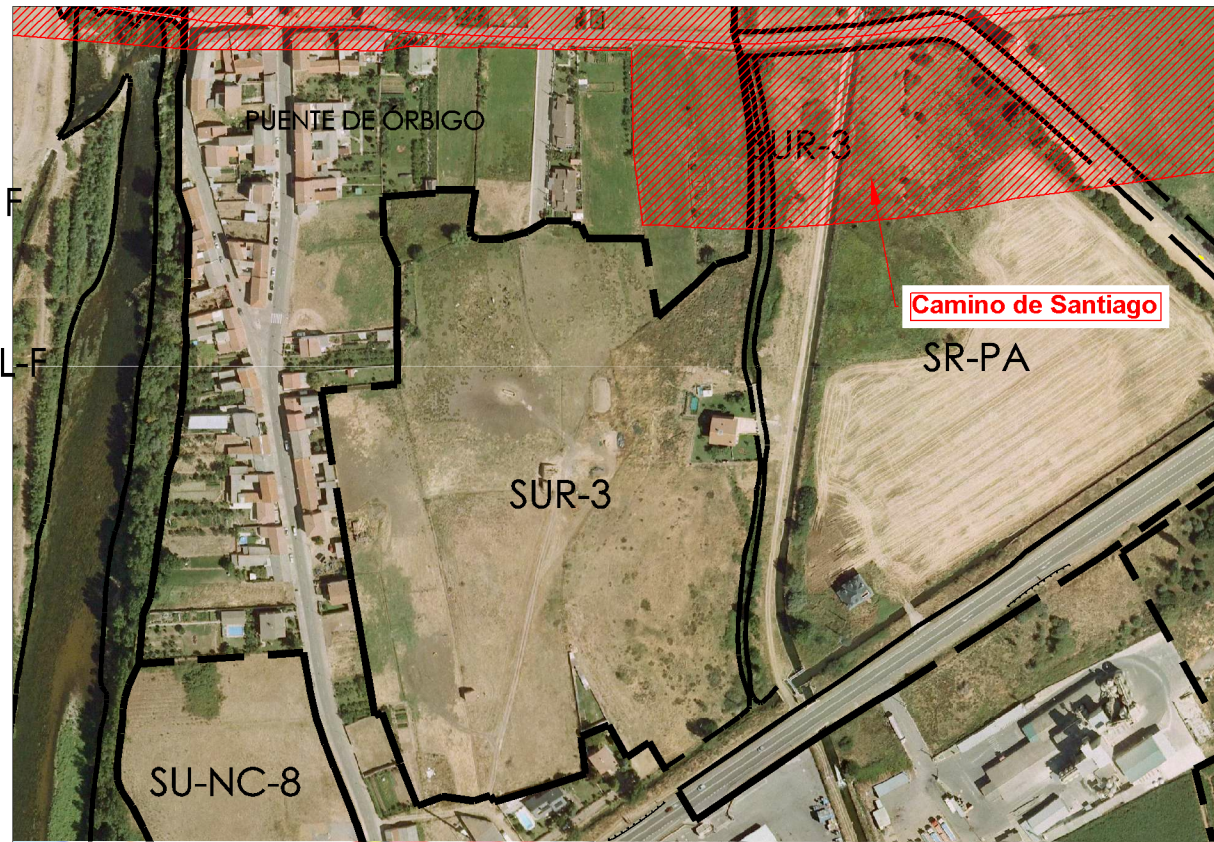 PUENTE DE ÓRBIGO
SUR-3
F
Camino de Santiago
L-F
SR-PA
SUR-3
SU-NC-8